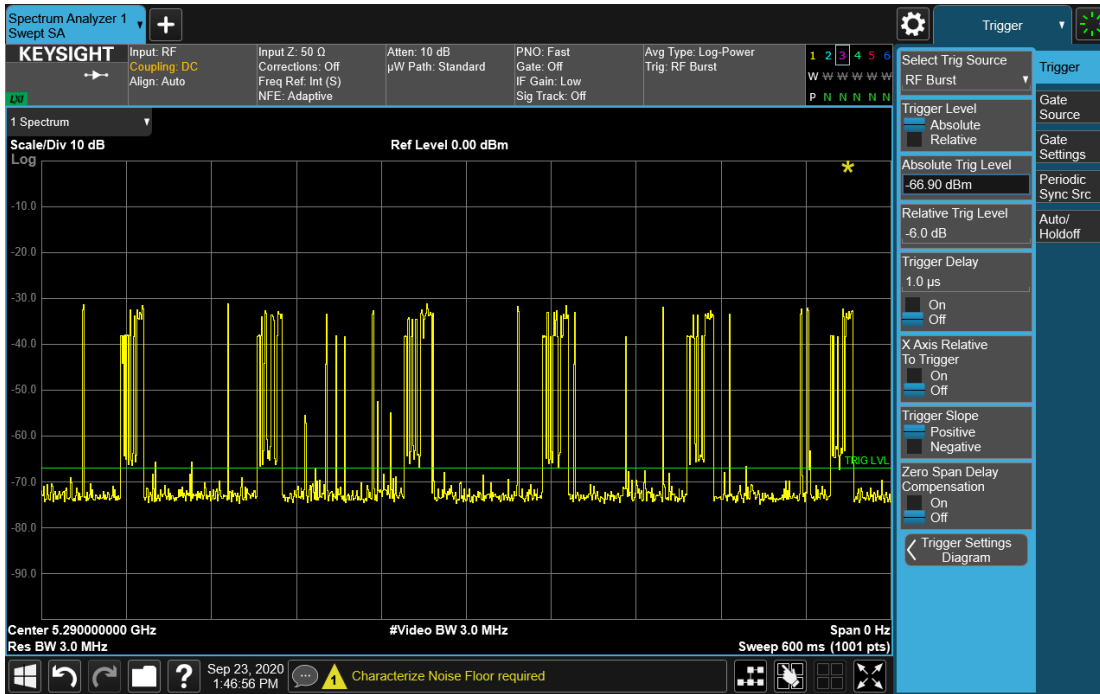 Spectrum Analyzer 1
Swept SA
+
Trigger
KEYSIGHT
LXI
Input: RF
Coupling: DC
Align: Auto
Input Z: 50 Ω
Corrections: Off
Freq Ref: Int (S)
NFE: Adaptive
Atten: 10 dB
µW Path: Standard
PNO: Fast
Gate: Off
IF Gain: Low
Sig Track: Off
Avg Type: Log-Power
Trig: RF Burst
1 2 3 4 5 6
W W W W W W
P N N N N N
1 Spectrum
Scale/Div 10 dB
Ref Level 0.00 dBm
Log
-10.0
-20.0
-30.0
-40.0
-50.0
-60.0
-70.0
-80.0
-90.0
*
TRIG LVL
Center 5.290000000 GHz
#Video BW 3.0 MHz
Span 0 Hz
Res BW 3.0 MHz
Sweep 600 ms (1001 pts)
Select Trig Source
RF Burst
Trigger Level
Absolute
Relative
Absolute Trig Level
-66.90 dBm
Relative Trig Level
-6.0 dB
Trigger Delay
1.0 µs
On
Off
X Axis Relative
To Trigger
On
Off
Trigger Slope
Positive
Negative
Zero Span Delay
Compensation
On
Off
Trigger Settings
Diagram
Trigger
Gate
Source
Gate
Settings
Periodic
Sync Src
Auto/
Holdoff
?
Sep 23, 2020
1:46:56 PM
1
Characterize Noise Floor required